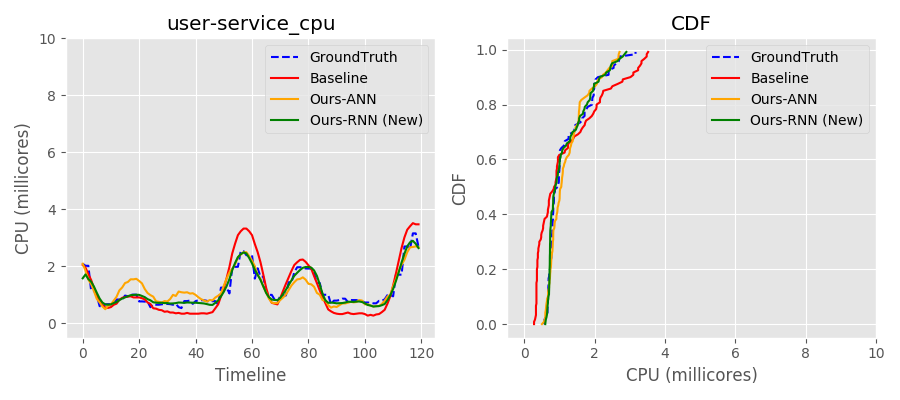 user-service_cpu
10
8
6
4
2
0
CPU (millicores)
0
20
40
60
80
100
120
Timeline
GroundTruth
Baseline
Ours-ANN
Ours-RNN (New)
CDF
1.0
0.8
0.6
0.4
0.2
0.0
CDF
0
2
4
6
8
10
CPU (millicores)
GroundTruth
Baseline
Ours-ANN
Ours-RNN (New)